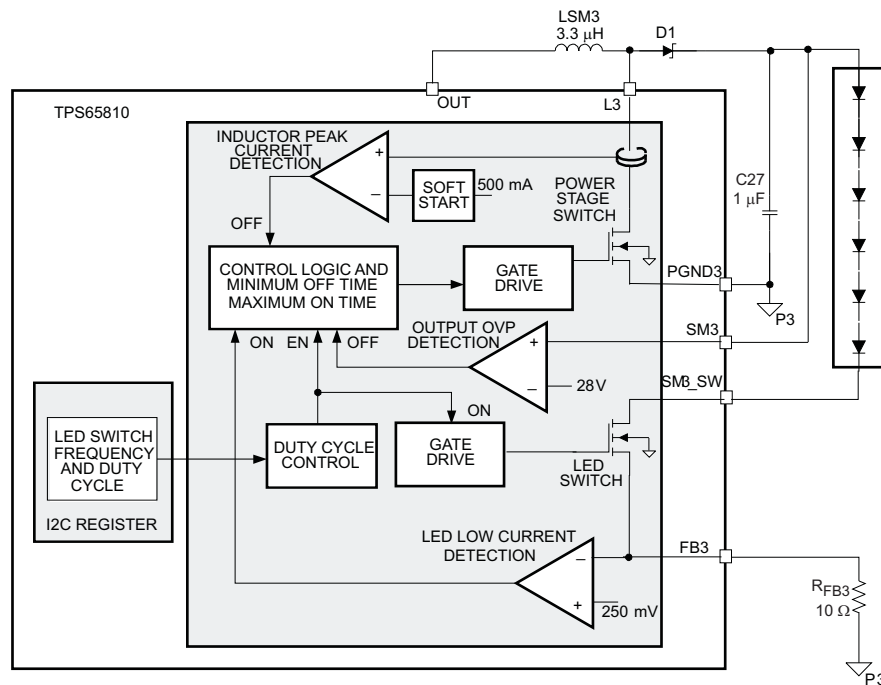 LSM3
3.3 μH
D1
OUT
L3
TPS65810
INDUCTOR PEAK
CURRENT
DETECTION
+
–
SOFT
START
500 mA
POWER
STAGE
SWITCH
C27
1 μF
OFF
CONTROL LOGIC AND
MINIMUM OFF TIME
MAXIMUM ON TIME
GATE
DRIVE
PGND3
P3
ON
EN
OFF
OUTPUT OVP
DETECTION
+
–
28V
SM3
SM3_SW
ON
LED SWITCH
FREQUENCY
AND DUTY
CYCLE
I2C REGISTER
DUTY CYCLE
CONTROL
GATE
DRIVE
LED
SWITCH
LED LOW CURRENT
DETECTION
–
+
250 mV
FB3
RFB3
10 Ω
P3